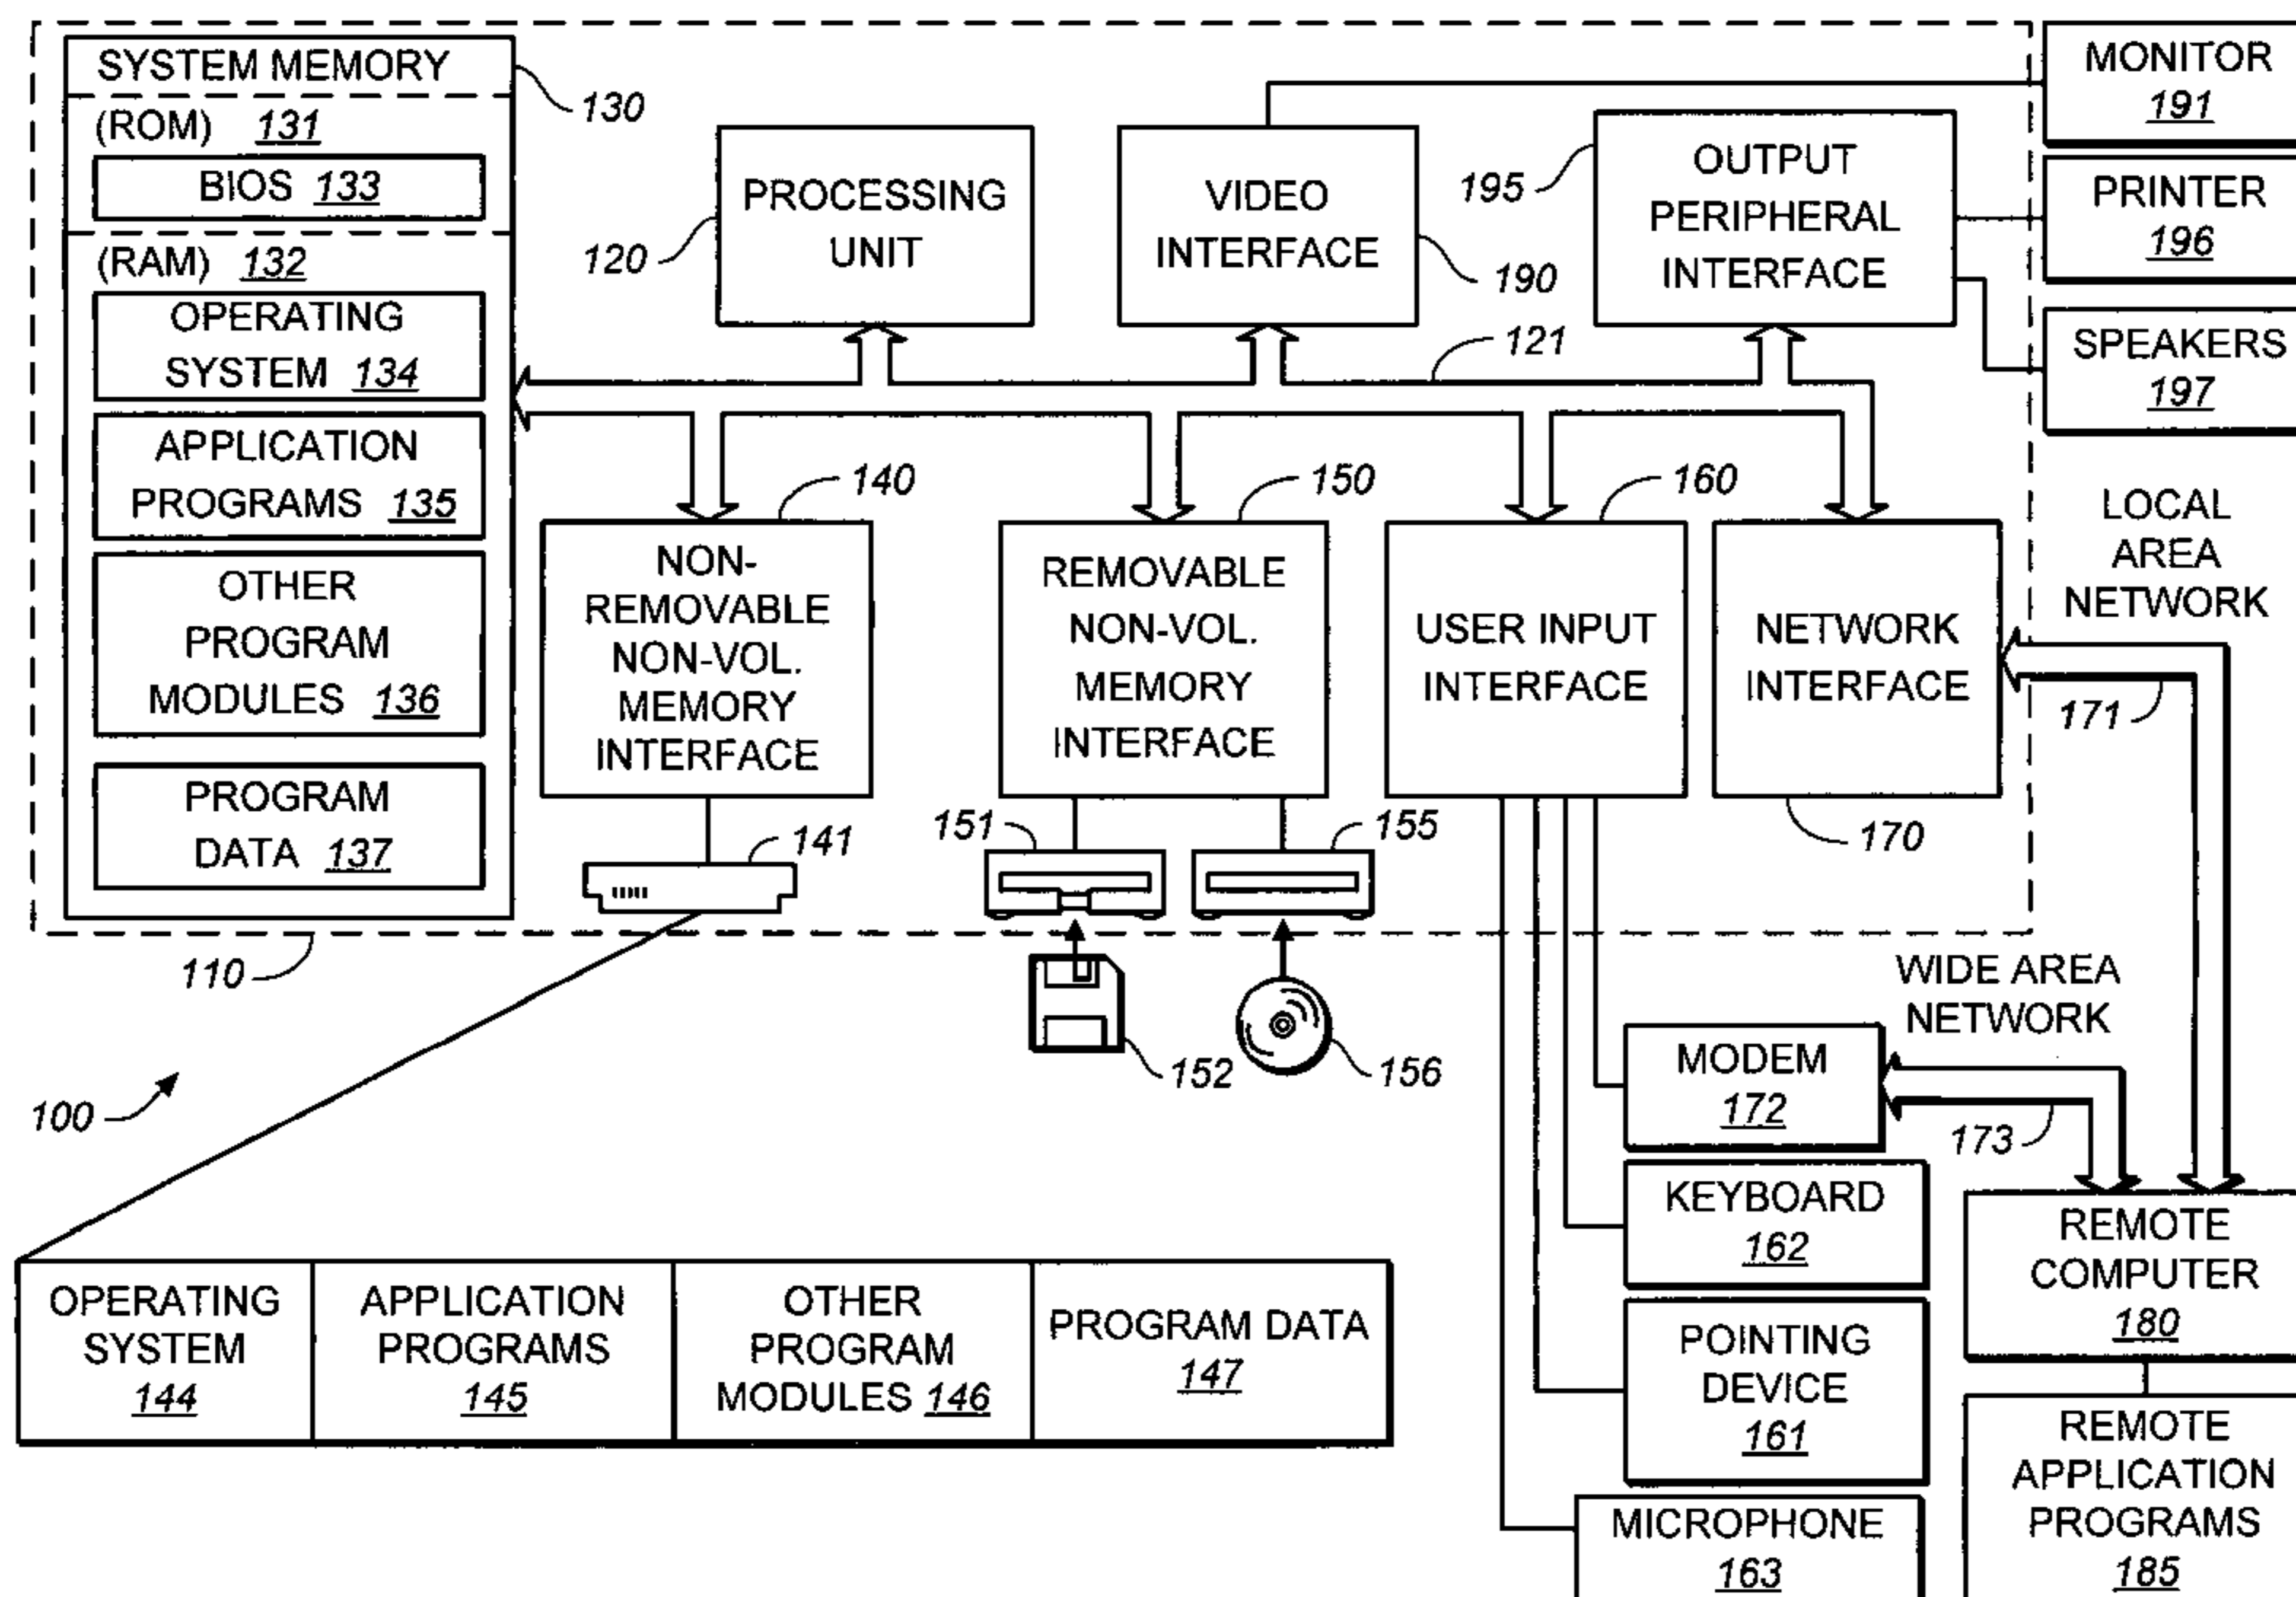 SYSTEM MEMORY
130
(ROM) 131
BIOS 133
(RAM) 132
OPERATING
SYSTEM 134
APPLICATION
PROGRAMS 135
OTHER
PROGRAM
MODULES 136
PROGRAM
DATA 137
PROCESSING
UNIT
120
VIDEO
INTERFACE
190
195
OUTPUT
PERIPHERAL
INTERFACE
MONITOR
191
PRINTER
196
SPEAKERS
197
121
140
NON-
REMOVABLE
NON-VOL.
MEMORY
INTERFACE
150
REMOVABLE
NON-VOL.
MEMORY
INTERFACE
160
USER INPUT
INTERFACE
NETWORK
INTERFACE
170
LOCAL
AREA
NETWORK
171
141
151
155
110
152
156
100
WIDE AREA
NETWORK
MODEM
172
173
KEYBOARD
162
POINTING
DEVICE
161
MICROPHONE
163
REMOTE
COMPUTER
180
REMOTE
APPLICATION
PROGRAMS
185
OPERATING
SYSTEM
144
APPLICATION
PROGRAMS
145
OTHER
PROGRAM
MODULES 146
PROGRAM DATA
147